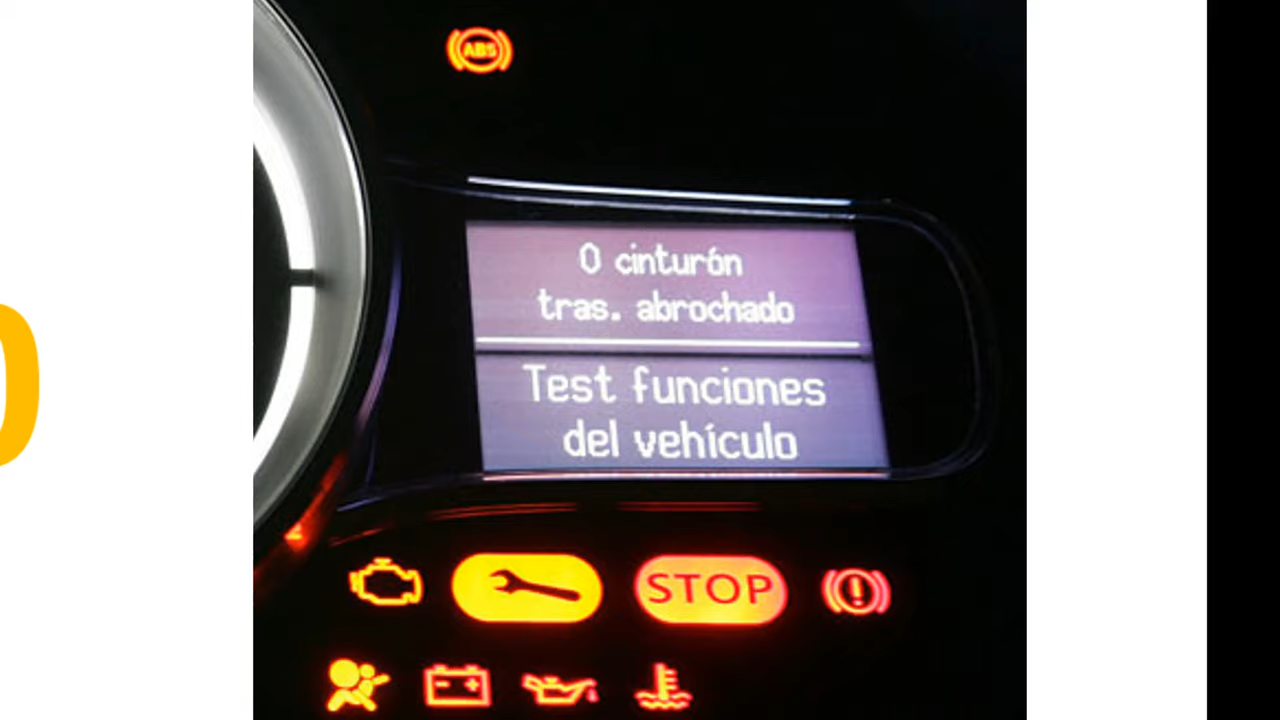 ABS
0 cinturón
tras. abrochado
Test funciones
del vehículo
STOP